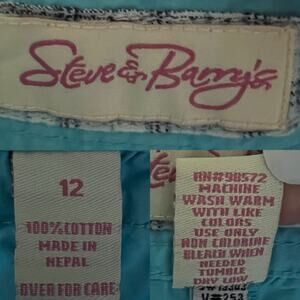 Steve & Barry's
12
100% COTTON
MADE IN
NEPAL
OVER FOR CARE
RN#98572
MACHINE
WASH WARM
WITH LIKE
COLORS
USE ONLY
NON CHLORINE
BLEACH WHEN
NEEDED
TUMBLE
DRY LOW
V#253